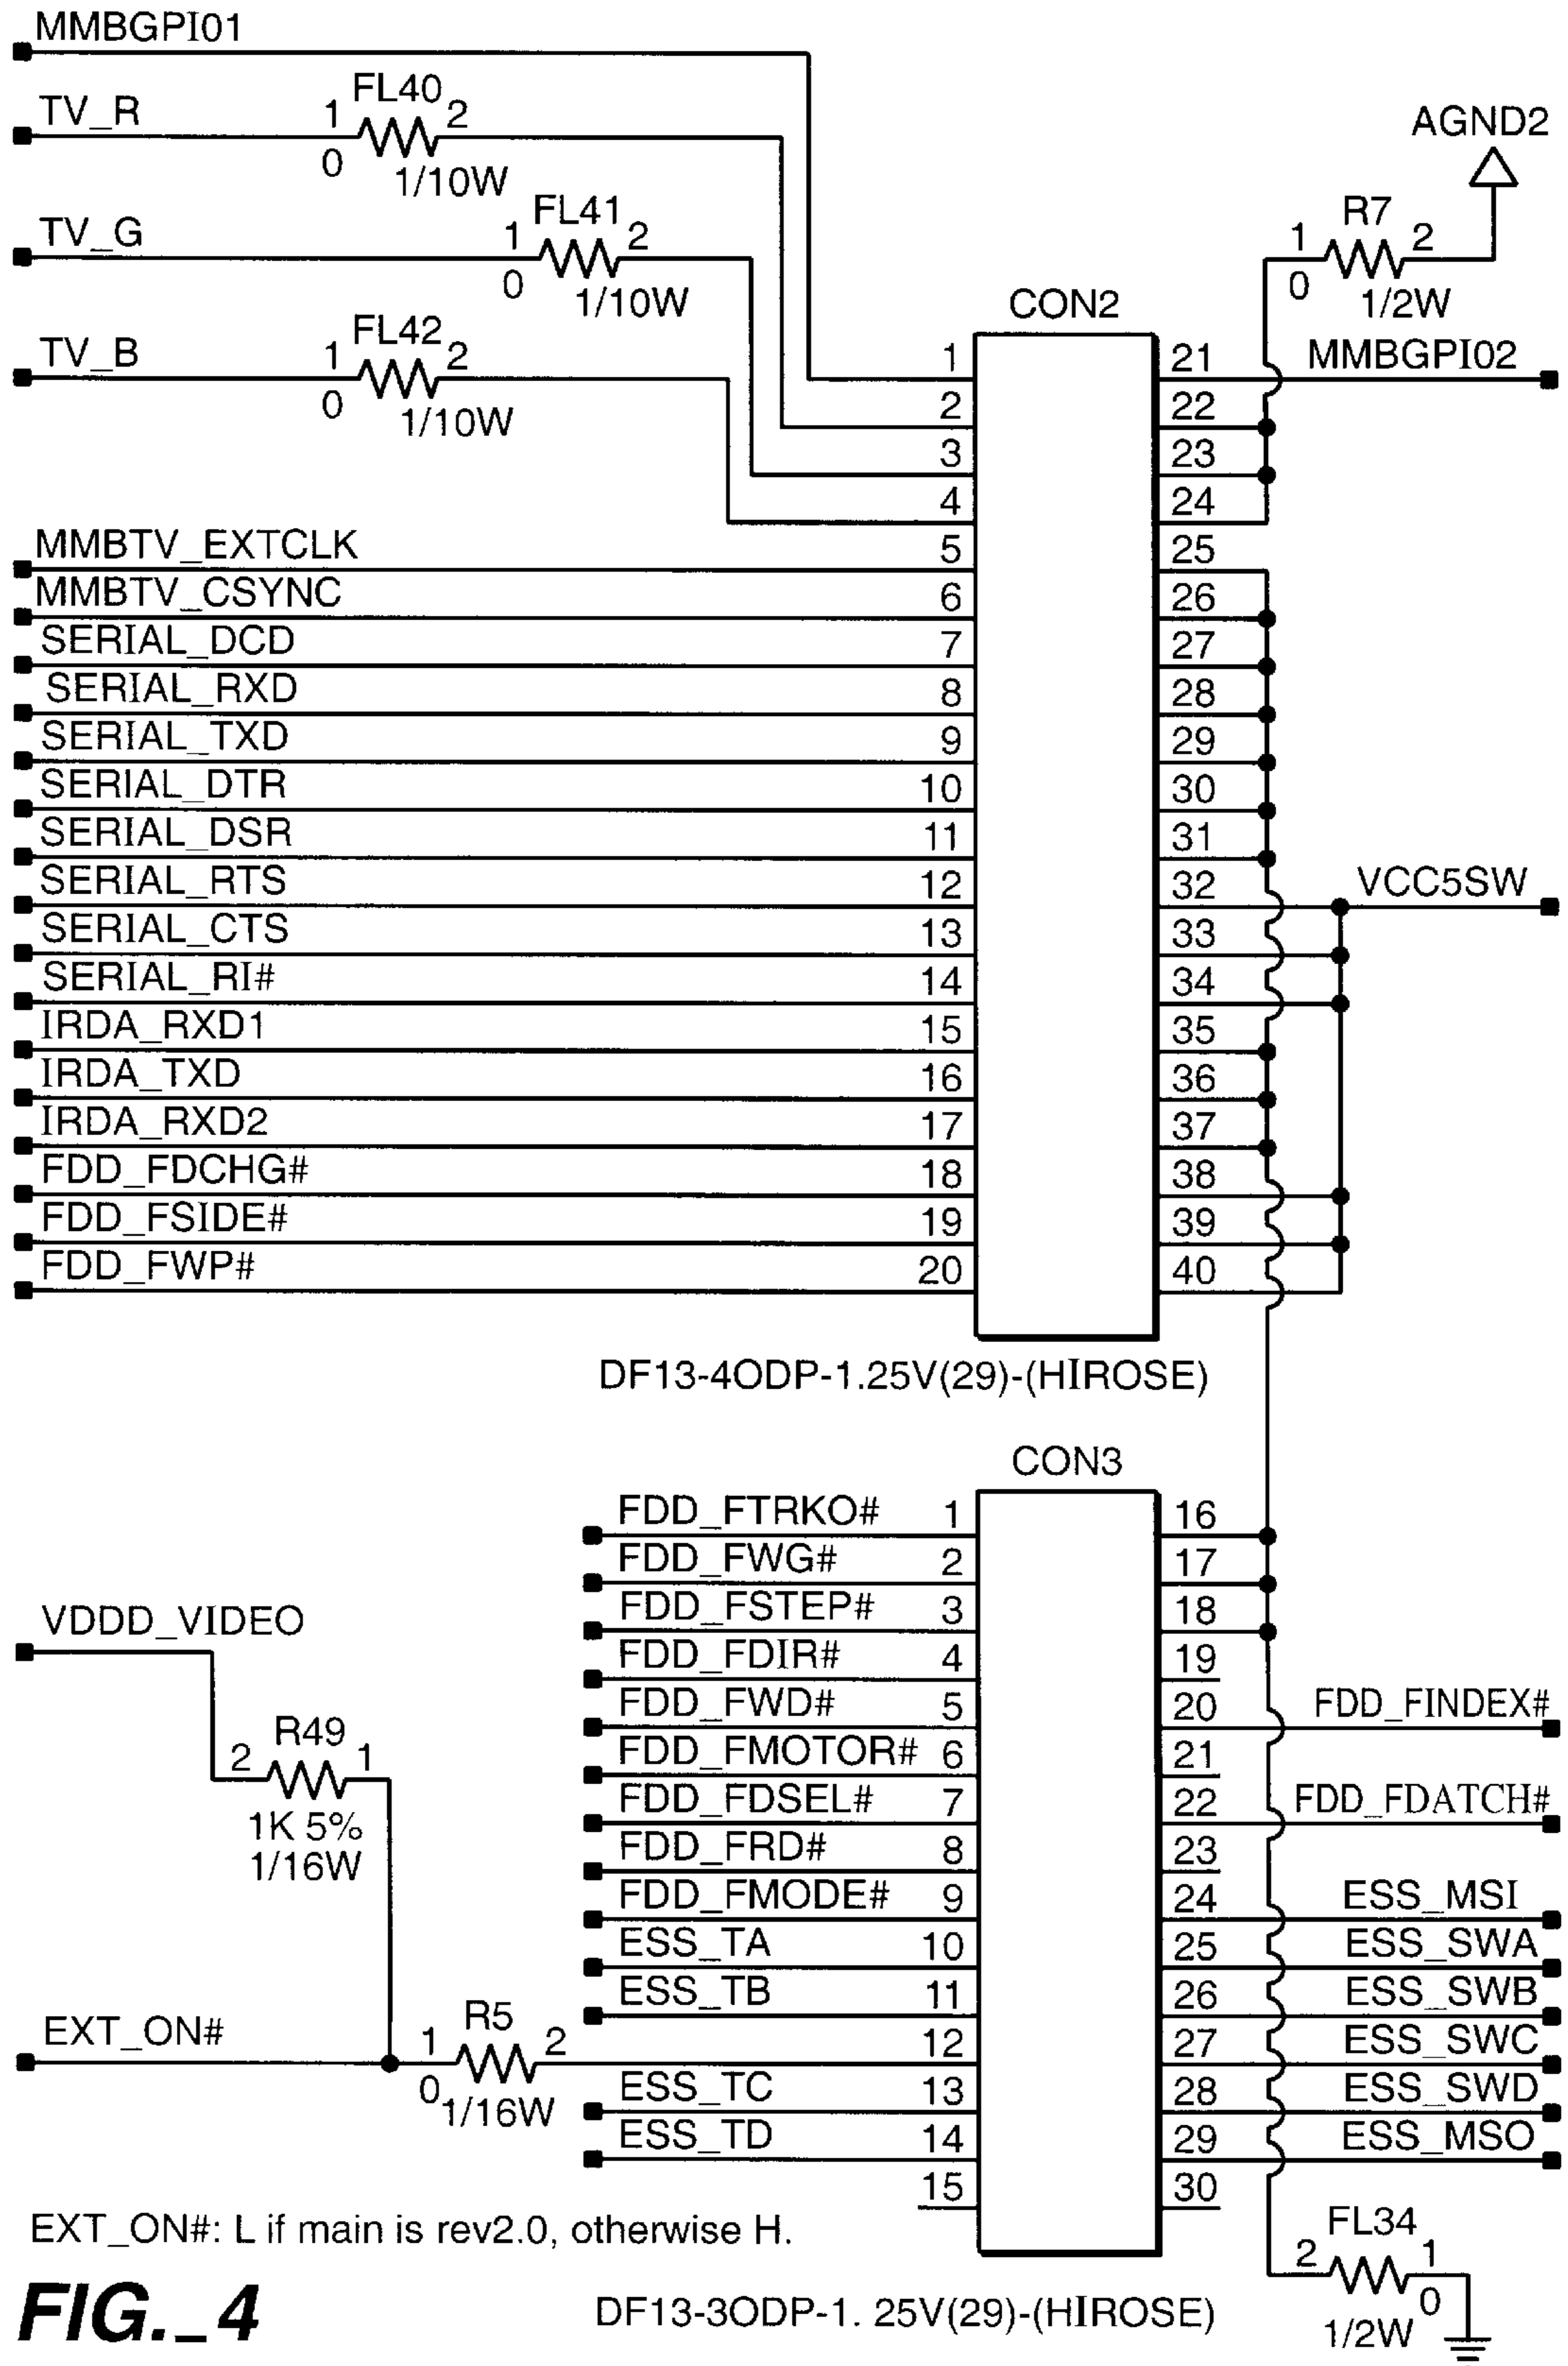 MMBGPI01
TV_R
1 FL40 2
0 1/10W
TV_G
1 FL41 2
0 1/10W
TV_B
1 FL42 2
0 1/10W
AGND2
1 R7 2
0 1/2W
CON2
1 21 MMBGPI02
2 22
3 23
4 24
MMBTV_EXTCLK 5 25
MMBTV_CSYNC 6 26
SERIAL_DCD 7 27
SERIAL_RXD 8 28
SERIAL_TXD 9 29
SERIAL_DTR 10 30
SERIAL_DSR 11 31
SERIAL_RTS 12 32 VCC5SW
SERIAL_CTS 13 33
SERIAL_RI# 14 34
IRDA_RXD1 15 35
IRDA_TXD 16 36
IRDA_RXD2 17 37
FDD_FDCHG# 18 38
FDD_FSIDE# 19 39
FDD_FWP# 20 40
DF13-4ODP-1.25V(29)-(HIROSE)
CON3
FDD_FTRKO# 1 16
FDD_FWG# 2 17
FDD_FSTEP# 3 18
FDD_FDIR# 4 19
FDD_FWD# 5 20 FDD_FINDEX#
FDD_FMOTOR# 6 21
FDD_FDSEL# 7 22 FDD_FDATCH#
FDD_FRD# 8 23
FDD_FMODE# 9 24 ESS_MSI
ESS_TA 10 25 ESS_SWA
ESS_TB 11 26 ESS_SWB
12 27 ESS_SWC
ESS_TC 13 28 ESS_SWD
ESS_TD 14 29 ESS_MSO
15 30
VDDD_VIDEO
2 R49 1
1K 5%
1/16W
EXT_ON#
1 R5 2
0 1/16W
FL34
2 1
0
1/2W
EXT_ON#: L if main is rev2.0, otherwise H.
DF13-3ODP-1. 25V(29)-(HIROSE)
FIG._4